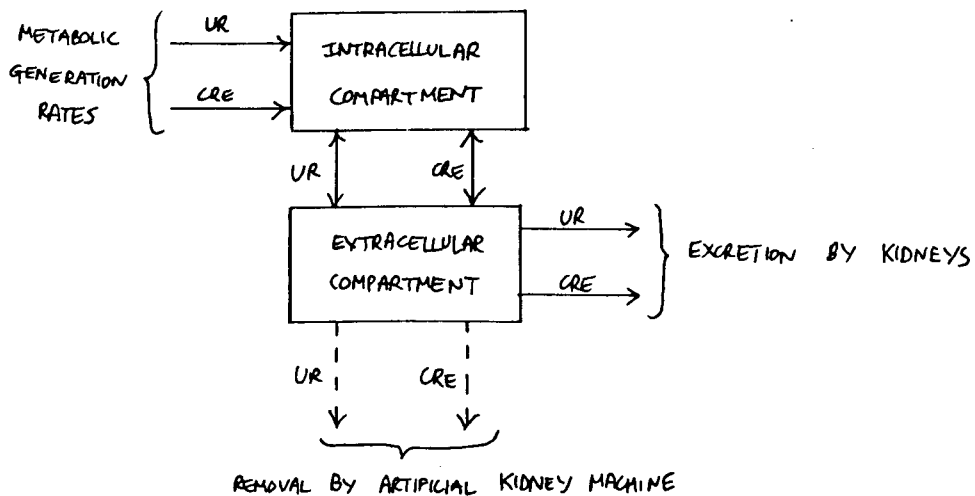 METABOLIC
GENERATION
RATES
UR
CRE
INTRACELLULAR
COMPARTMENT
UR
CRE
EXTRACELLULAR
COMPARTMENT
UR
CRE
EXCRETION BY KIDNEYS
UR
CRE
REMOVAL BY ARTIFICIAL KIDNEY MACHINE